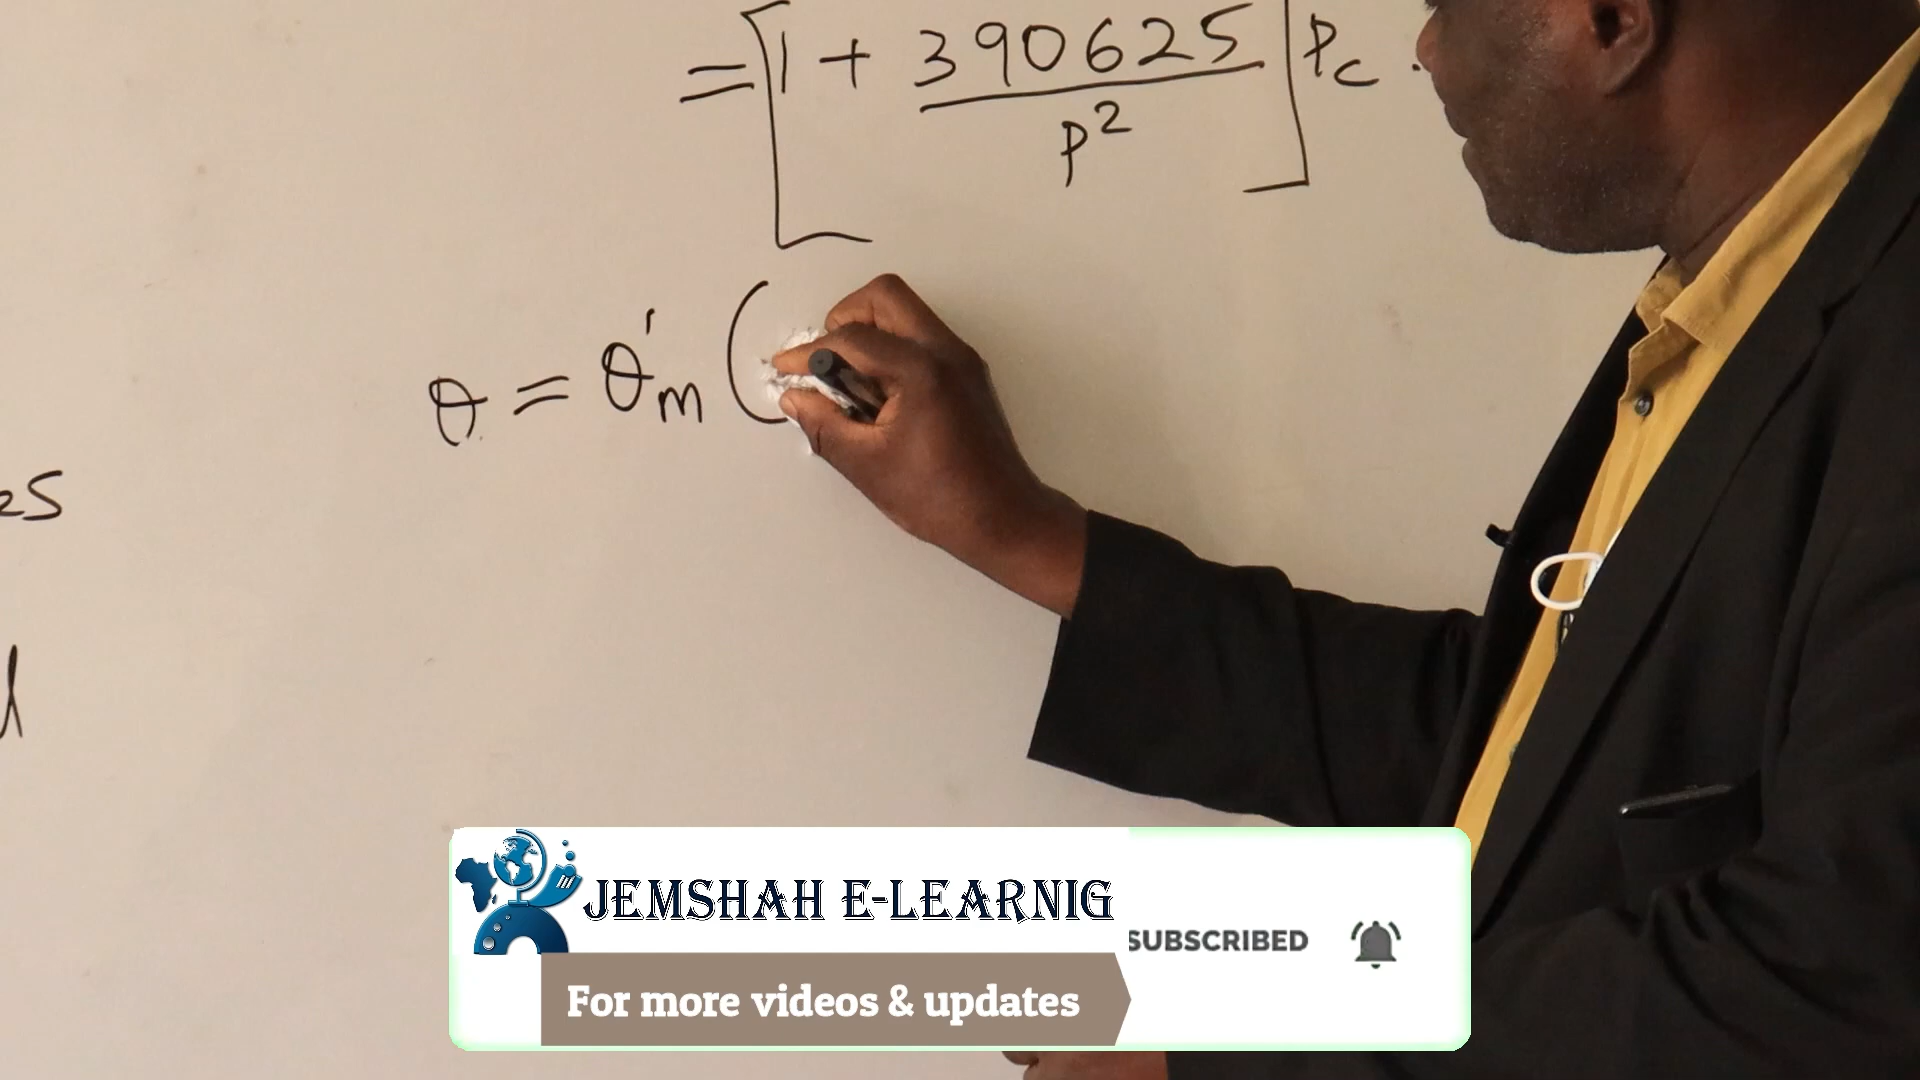 = [1 + 390625 / P²] Pc .
θ = θ'm (
es
JEMSHAH E-LEARNIG
SUBSCRIBED
For more videos & updates